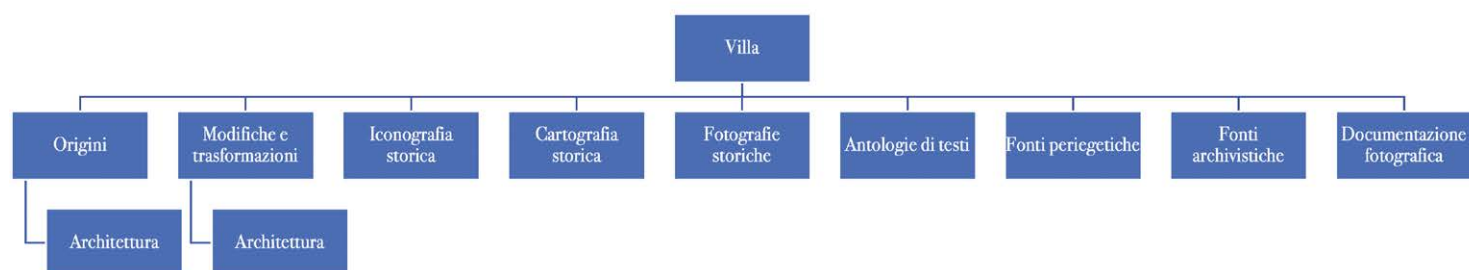 Villa
Origini
Modifiche e
trasformazioni
Iconografia
storica
Cartografia
storica
Fotografie
storiche
Antologie di testi
Fonti periegetiche
Fonti
archivistiche
Documentazione
fotografica
Architettura
Architettura